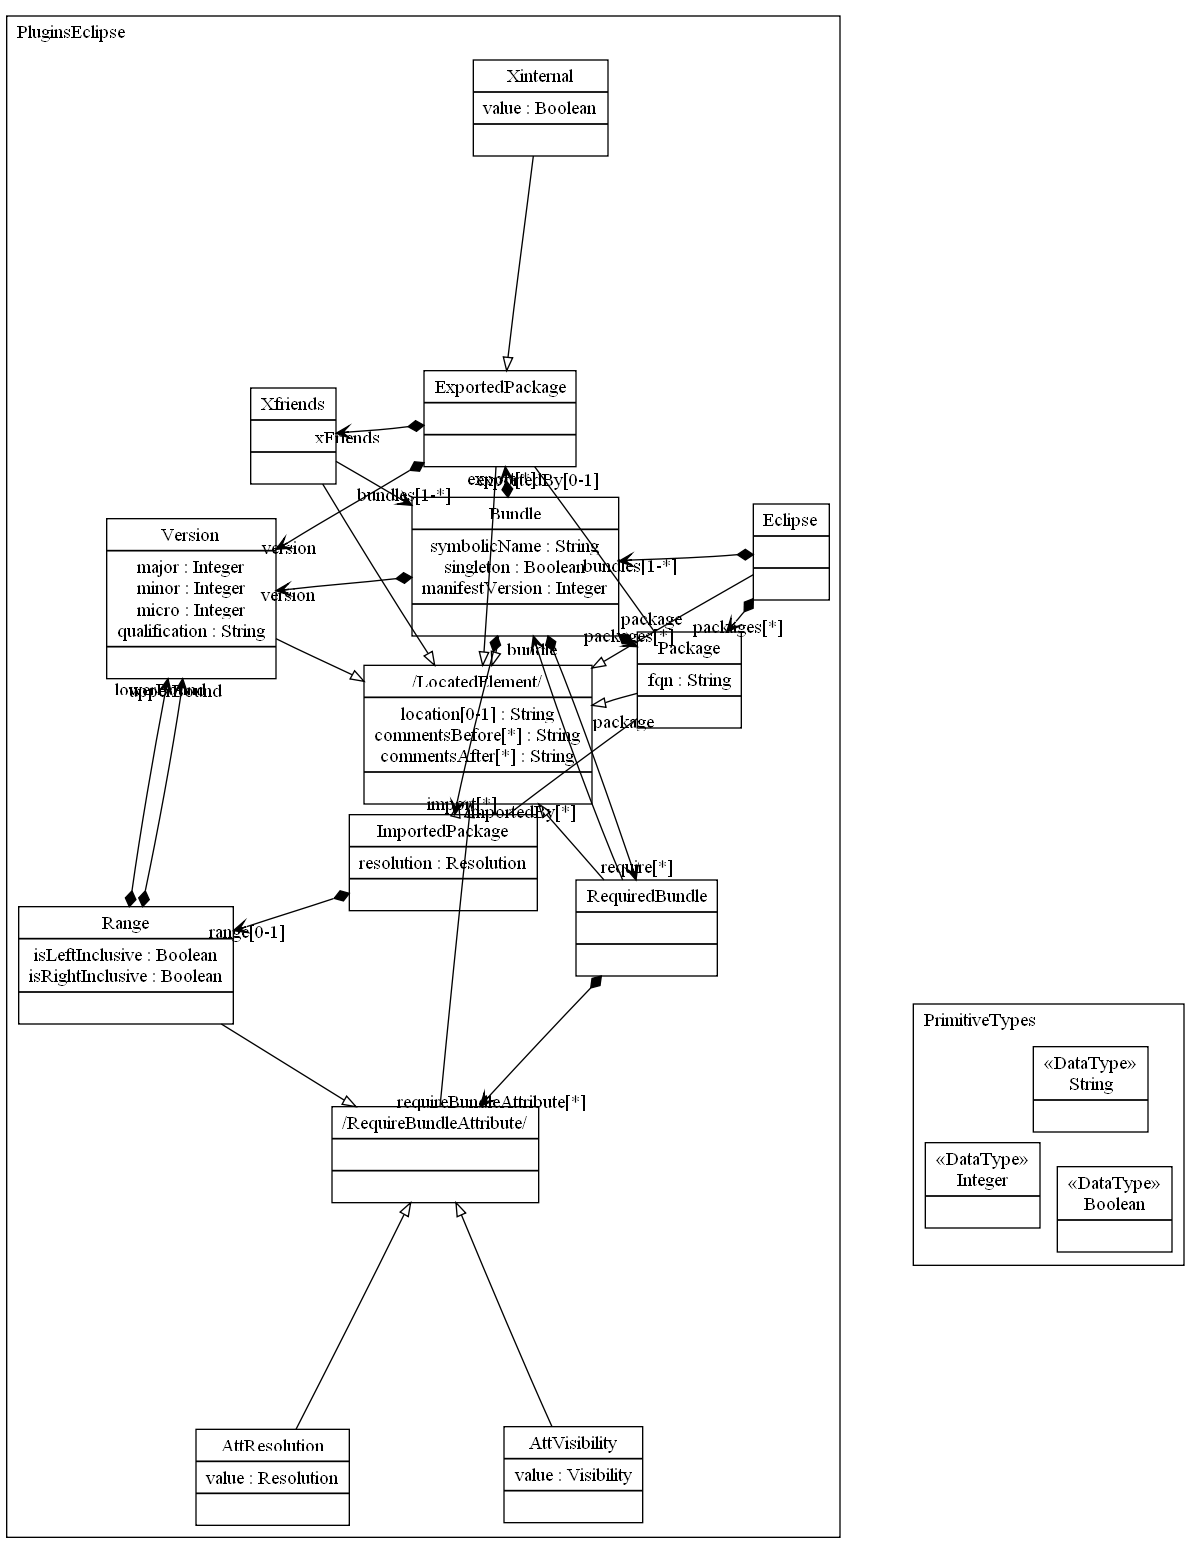 PluginsEclipse
Xinternal
value : Boolean
ExportedPackage
Xfriends
xFriends
exportedBy[0-1]
bundles[1-*]
Bundle
symbolicName : String
singleton : Boolean
manifestVersion : Integer
Eclipse
bundles[1-*]
Version
major : Integer
minor : Integer
micro : Integer
qualification : String
version
version
package
packages[*]
packages[*]
Package
fqn : String
bundle
/LocatedElement/
location[0-1] : String
commentsBefore[*] : String
commentsAfter[*] : String
package
lowerBound
upperBound
import[*]
importedBy[*]
ImportedPackage
resolution : Resolution
require[*]
RequiredBundle
Range
isLeftInclusive : Boolean
isRightInclusive : Boolean
range[0-1]
requireBundleAttribute[*]
/RequireBundleAttribute/
AttResolution
value : Resolution
AttVisibility
value : Visibility
PrimitiveTypes
«DataType»
String
«DataType»
Integer
«DataType»
Boolean